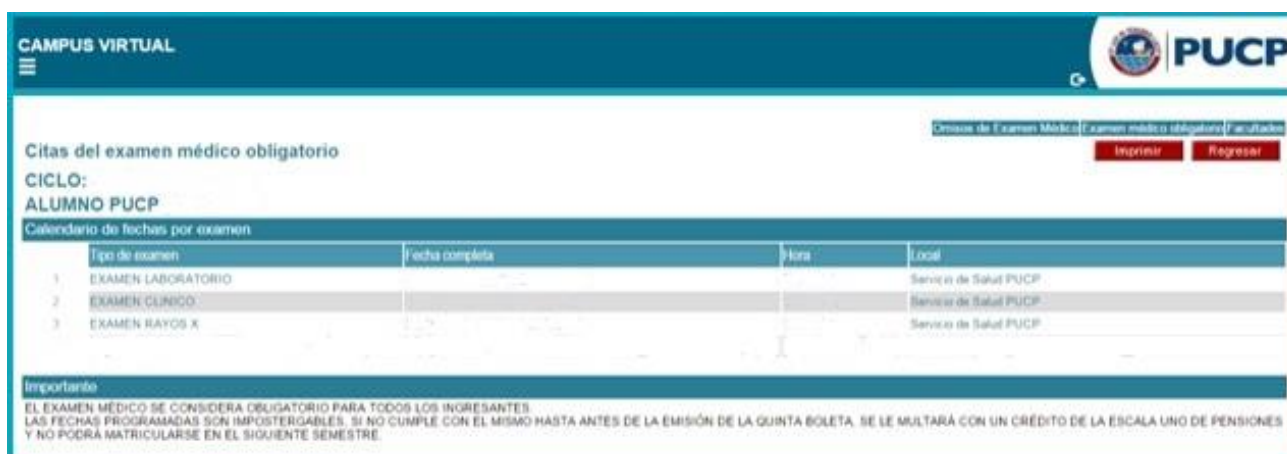 CAMPUS VIRTUAL
PUCP
Omisos de Examen Médico Examen médico obligatorio Facultades
Citas del examen médico obligatorio
Imprimir Regresar
CICLO:
ALUMNO PUCP
Calendario de fechas por examen
Tipo de examen Fecha completa Hora Local
1 EXAMEN LABORATORIO Servicio de Salud PUCP
2 EXAMEN CLINICO Servicio de Salud PUCP
3 EXAMEN RAYOS X Servicio de Salud PUCP
Importante
EL EXAMEN MÉDICO SE CONSIDERA OBLIGATORIO PARA TODOS LOS INGRESANTES.
LAS FECHAS PROGRAMADAS SON IMPOSTERGABLES. SI NO CUMPLE CON EL MISMO HASTA ANTES DE LA EMISIÓN DE LA QUINTA BOLETA, SE LE MULTARÁ CON UN CRÉDITO DE LA ESCALA UNO DE PENSIONES
Y NO PODRÁ MATRICULARSE EN EL SIGUIENTE SEMESTRE.